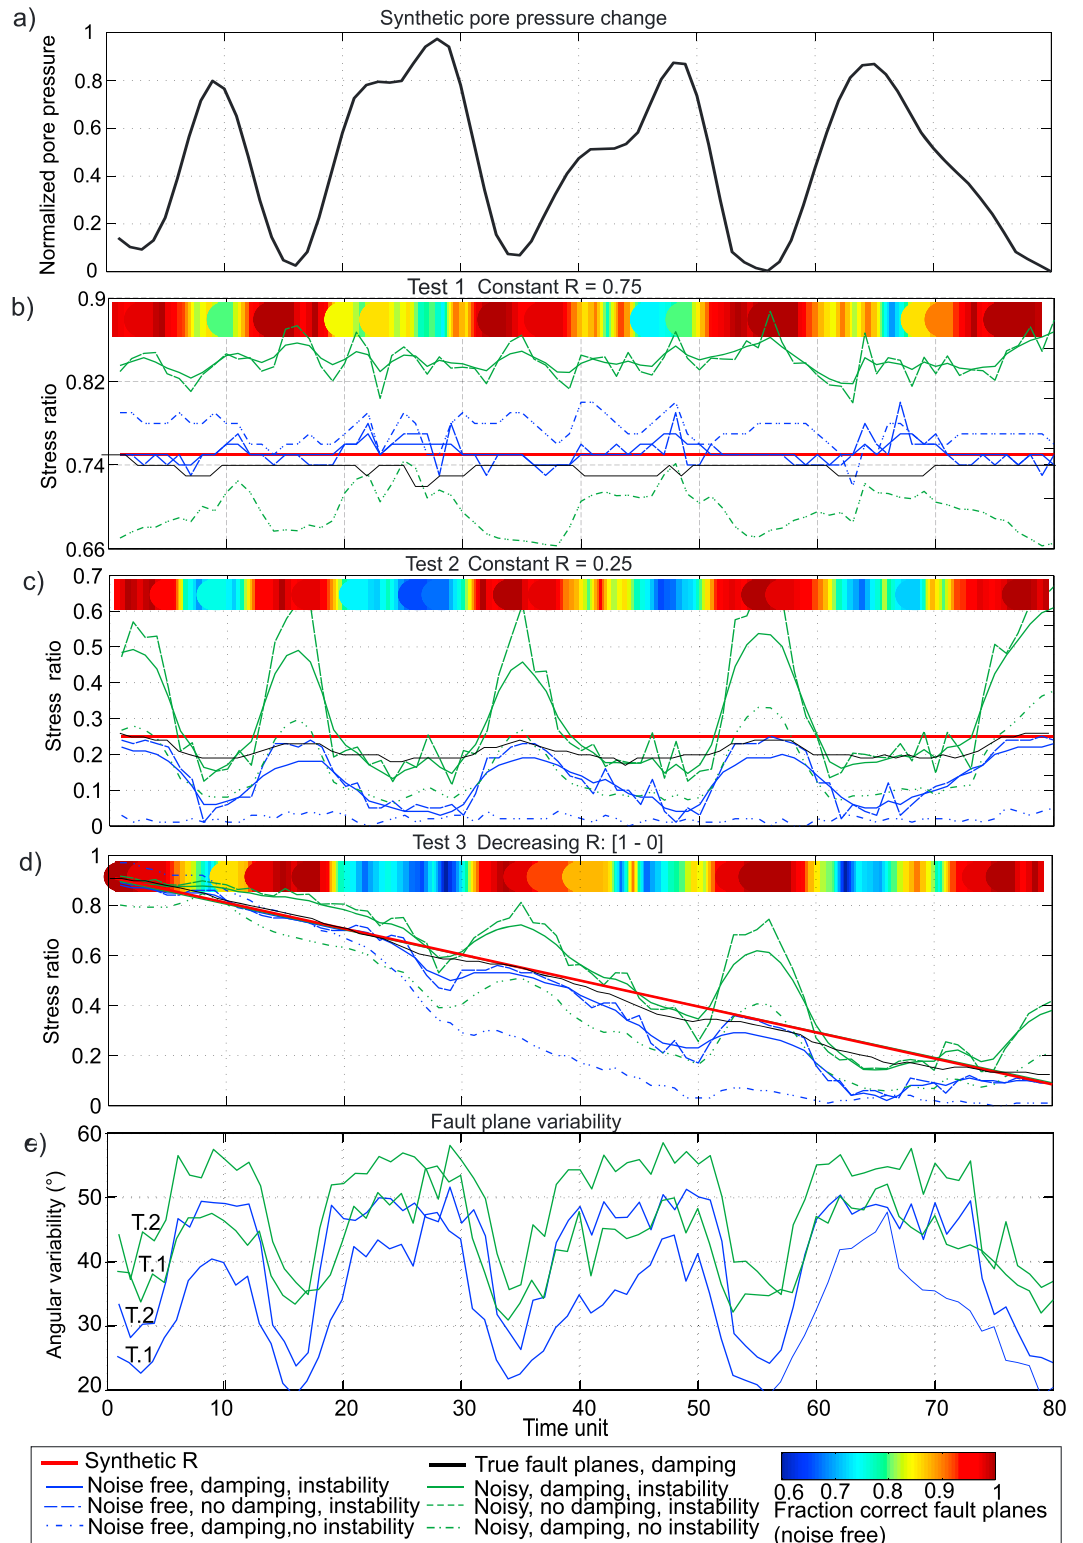 a)
Synthetic pore pressure change
Normalized pore pressure
1
0.8
0.6
0.4
0.2
0
b)
Test 1 Constant R = 0.75
Stress ratio
0.9
0.82
0.74
0.66
c)
Test 2 Constant R = 0.25
Stress ratio
0.7
0.6
0.5
0.4
0.3
0.2
0.1
0
d)
Test 3 Decreasing R: [1 - 0]
Stress ratio
1
0.8
0.6
0.4
0.2
0
e)
Fault plane variability
Angular variability (°)
60
50
40
30
20
T.2
T.1
T.2
T.1
0 10 20 30 40 50 60 70 80
Time unit
Synthetic R
Noise free, damping, instability
Noise free, no damping, instability
Noise free, damping,no instability
True fault planes, damping
Noisy, damping, instability
Noisy, no damping, instability
Noisy, damping, no instability
0.6 0.7 0.8 0.9 1
Fraction correct fault planes
(noise free)